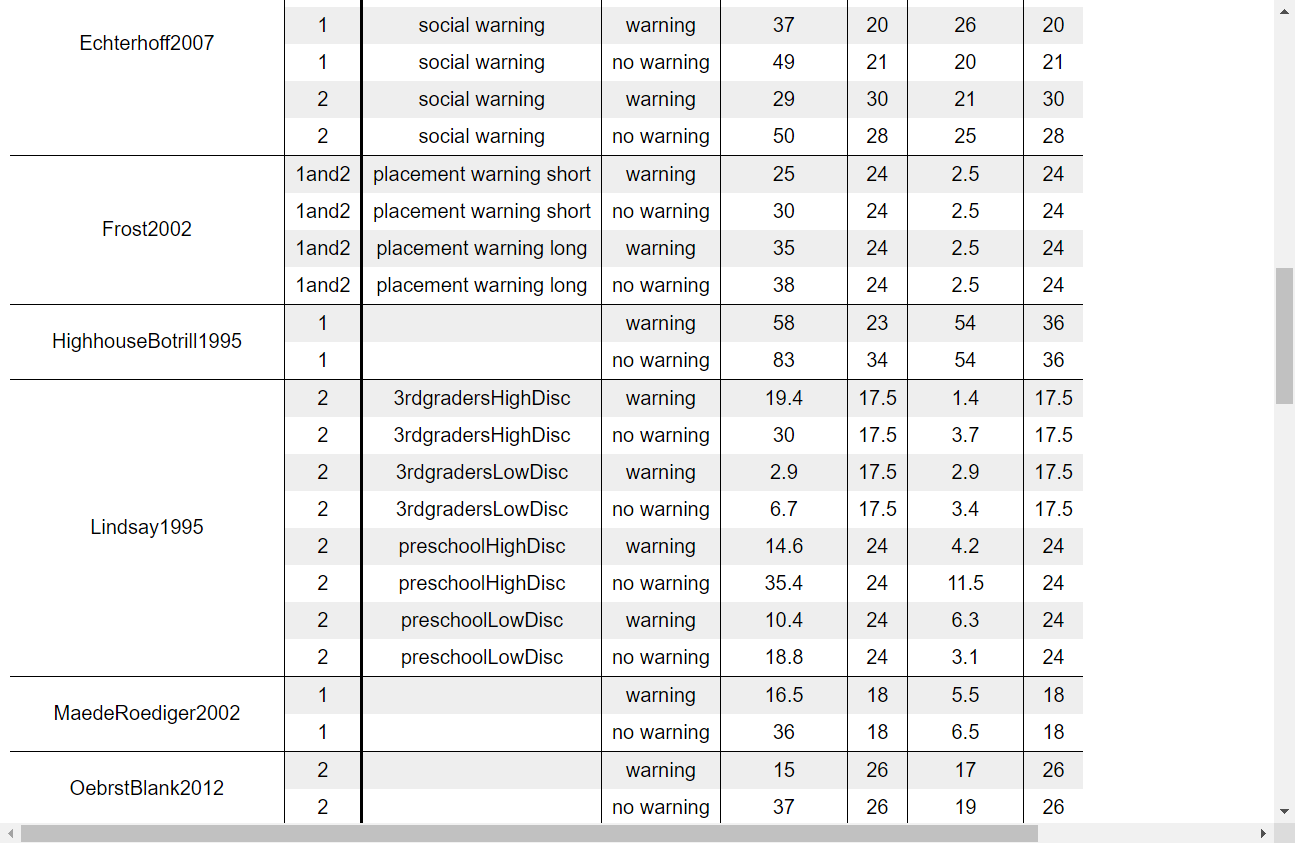 Echterhoff2007
1 social warning warning 37 20 26 20
1 social warning no warning 49 21 20 21
2 social warning warning 29 30 21 30
2 social warning no warning 50 28 25 28
Frost2002
1and2 placement warning short warning 25 24 2.5 24
1and2 placement warning short no warning 30 24 2.5 24
1and2 placement warning long warning 35 24 2.5 24
1and2 placement warning long no warning 38 24 2.5 24
HighhouseBotrill1995
1 warning 58 23 54 36
1 no warning 83 34 54 36
Lindsay1995
2 3rdgradersHighDisc warning 19.4 17.5 1.4 17.5
2 3rdgradersHighDisc no warning 30 17.5 3.7 17.5
2 3rdgradersLowDisc warning 2.9 17.5 2.9 17.5
2 3rdgradersLowDisc no warning 6.7 17.5 3.4 17.5
2 preschoolHighDisc warning 14.6 24 4.2 24
2 preschoolHighDisc no warning 35.4 24 11.5 24
2 preschoolLowDisc warning 10.4 24 6.3 24
2 preschoolLowDisc no warning 18.8 24 3.1 24
MaedeRoediger2002
1 warning 16.5 18 5.5 18
1 no warning 36 18 6.5 18
OebrstBlank2012
2 warning 15 26 17 26
2 no warning 37 26 19 26